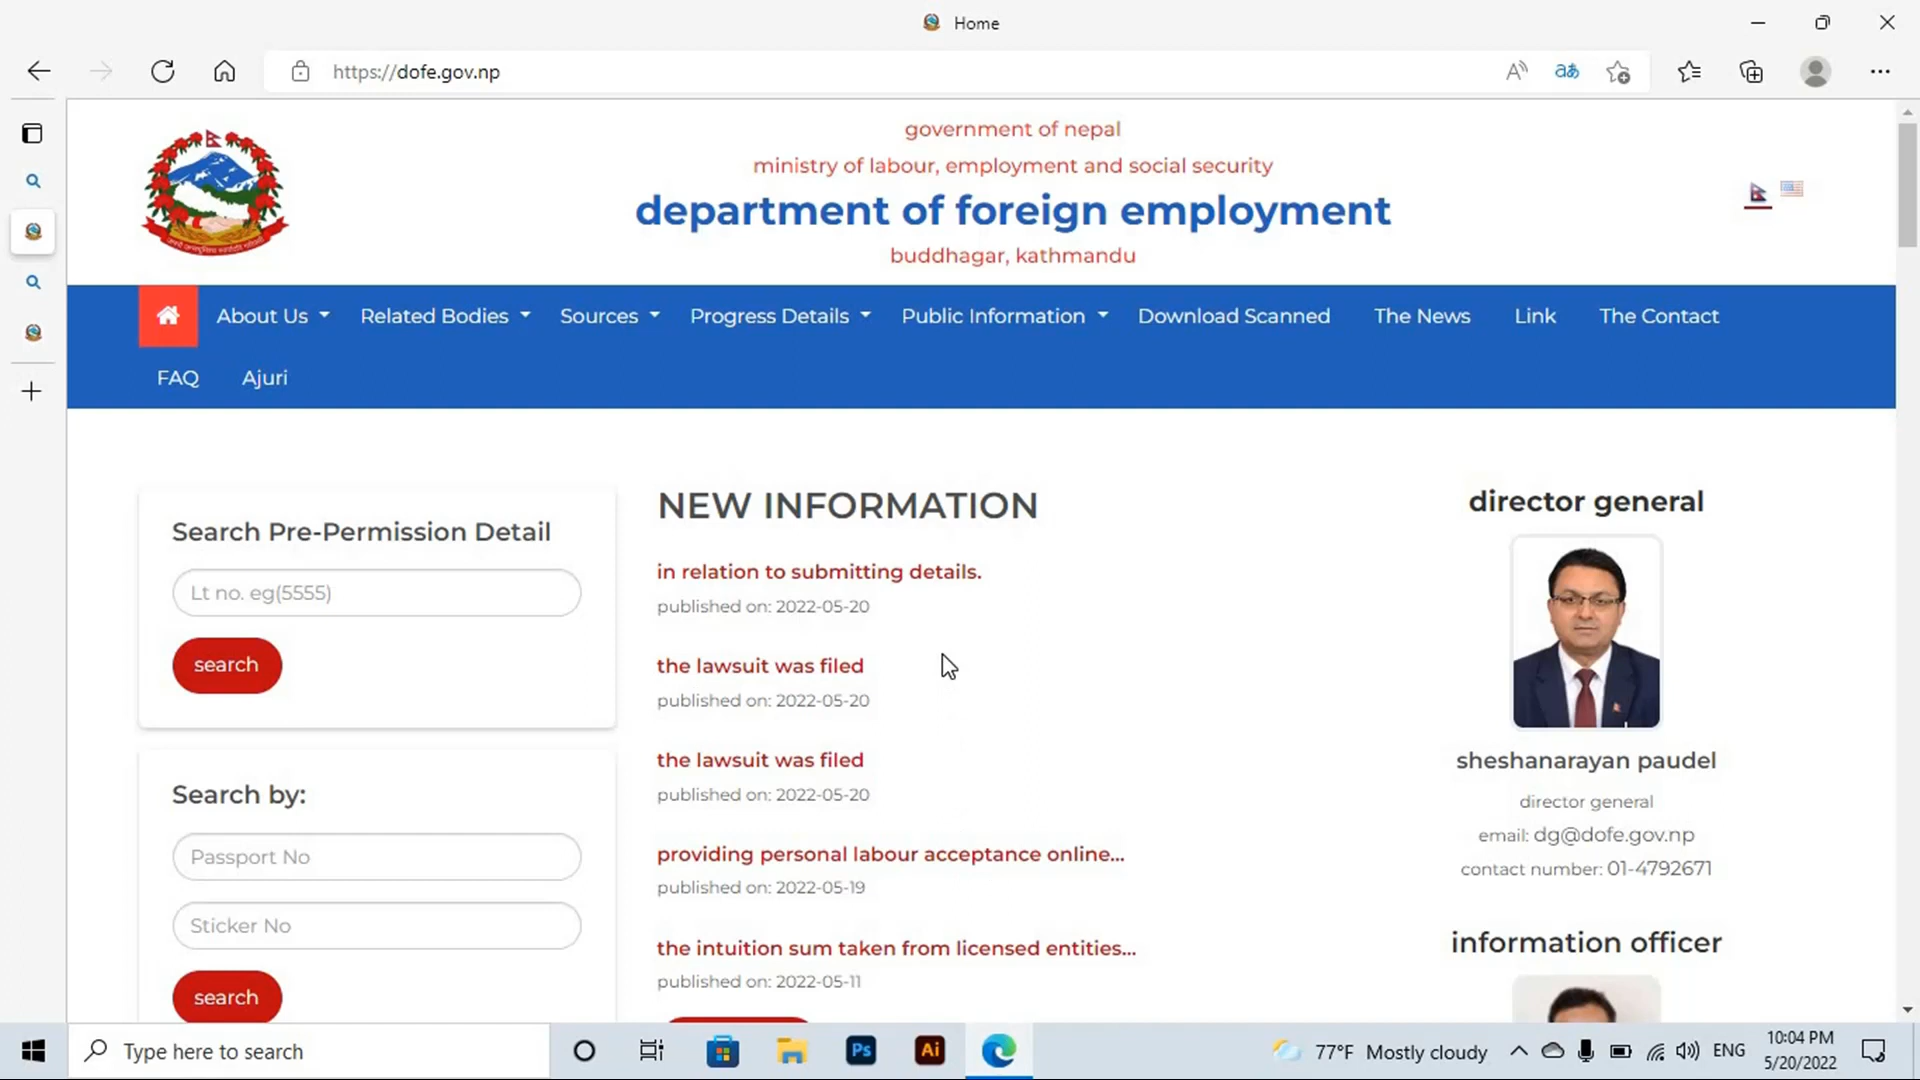 Home
https://dofe.gov.np
government of nepal
ministry of labour, employment and social security
department of foreign employment
buddhagar, kathmandu
About Us
Related Bodies
Sources
Progress Details
Public Information
Download Scanned
The News
Link
The Contact
FAQ
Ajuri
Search Pre-Permission Detail
Lt no. eg(5555)
search
Search by:
Passport No
Sticker No
search
NEW INFORMATION
in relation to submitting details.
published on: 2022-05-20
the lawsuit was filed
published on: 2022-05-20
the lawsuit was filed
published on: 2022-05-20
providing personal labour acceptance online...
published on: 2022-05-19
the intuition sum taken from licensed entities...
published on: 2022-05-11
director general
sheshanarayan paudel
director general
email: dg@dofe.gov.np
contact number: 01-4792671
information officer
Type here to search
Ps
Ai
77°F Mostly cloudy
ENG
10:04 PM
5/20/2022